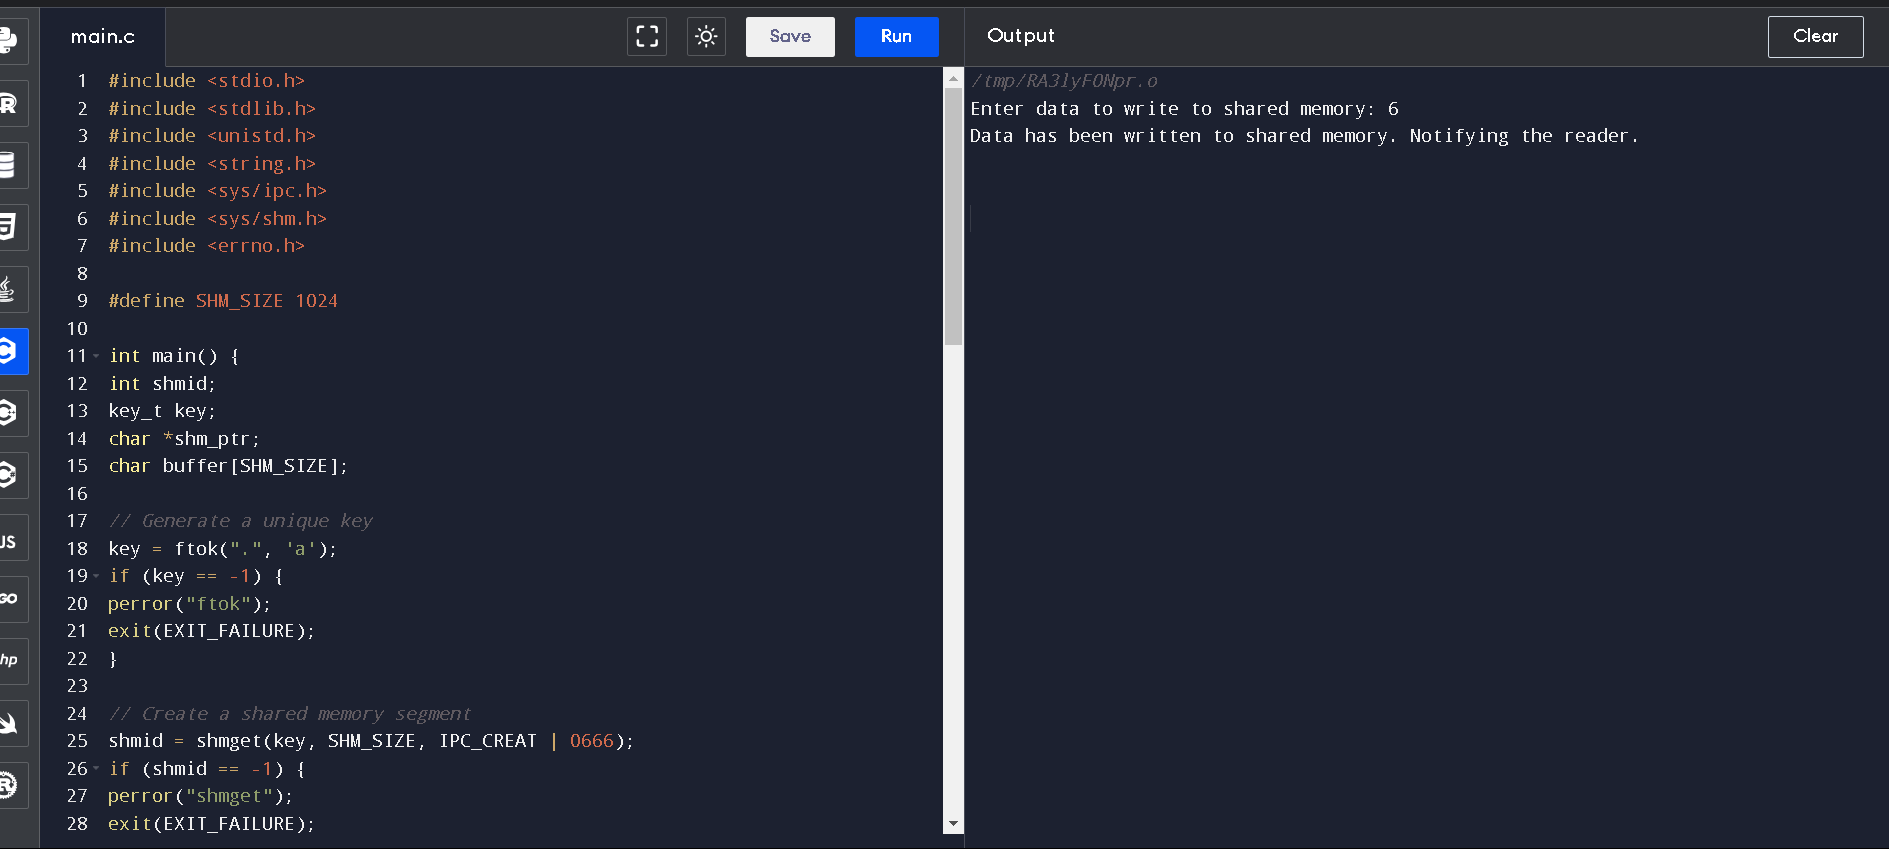 main.c
Save
Run
Output
Clear
1 #include <stdio.h>
2 #include <stdlib.h>
3 #include <unistd.h>
4 #include <string.h>
5 #include <sys/ipc.h>
6 #include <sys/shm.h>
7 #include <errno.h>
8
9 #define SHM_SIZE 1024
10
11 int main() {
12 int shmid;
13 key_t key;
14 char *shm_ptr;
15 char buffer[SHM_SIZE];
16
17 // Generate a unique key
18 key = ftok(".", 'a');
19 if (key == -1) {
20 perror("ftok");
21 exit(EXIT_FAILURE);
22 }
23
24 // Create a shared memory segment
25 shmid = shmget(key, SHM_SIZE, IPC_CREAT | 0666);
26 if (shmid == -1) {
27 perror("shmget");
28 exit(EXIT_FAILURE);
/tmp/RA3lyFONpr.o
Enter data to write to shared memory: 6
Data has been written to shared memory. Notifying the reader.
R
JS
GO
hp
R